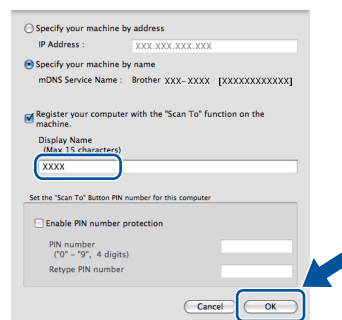 Specify your machine by address
IP Address : XXX.XXX.XXX.XXX
Specify your machine by name
mDNS Service Name : Brother XXX-XXXX [XXXXXXXXXXXX]
Register your computer with the "Scan To" function on the
machine.
Display Name
(Max 15 characters)
XXXX
Set the "Scan To" Button PIN number for this computer
Enable PIN number protection
PIN number
("0" - "9", 4 digits)
Retype PIN number
Cancel OK